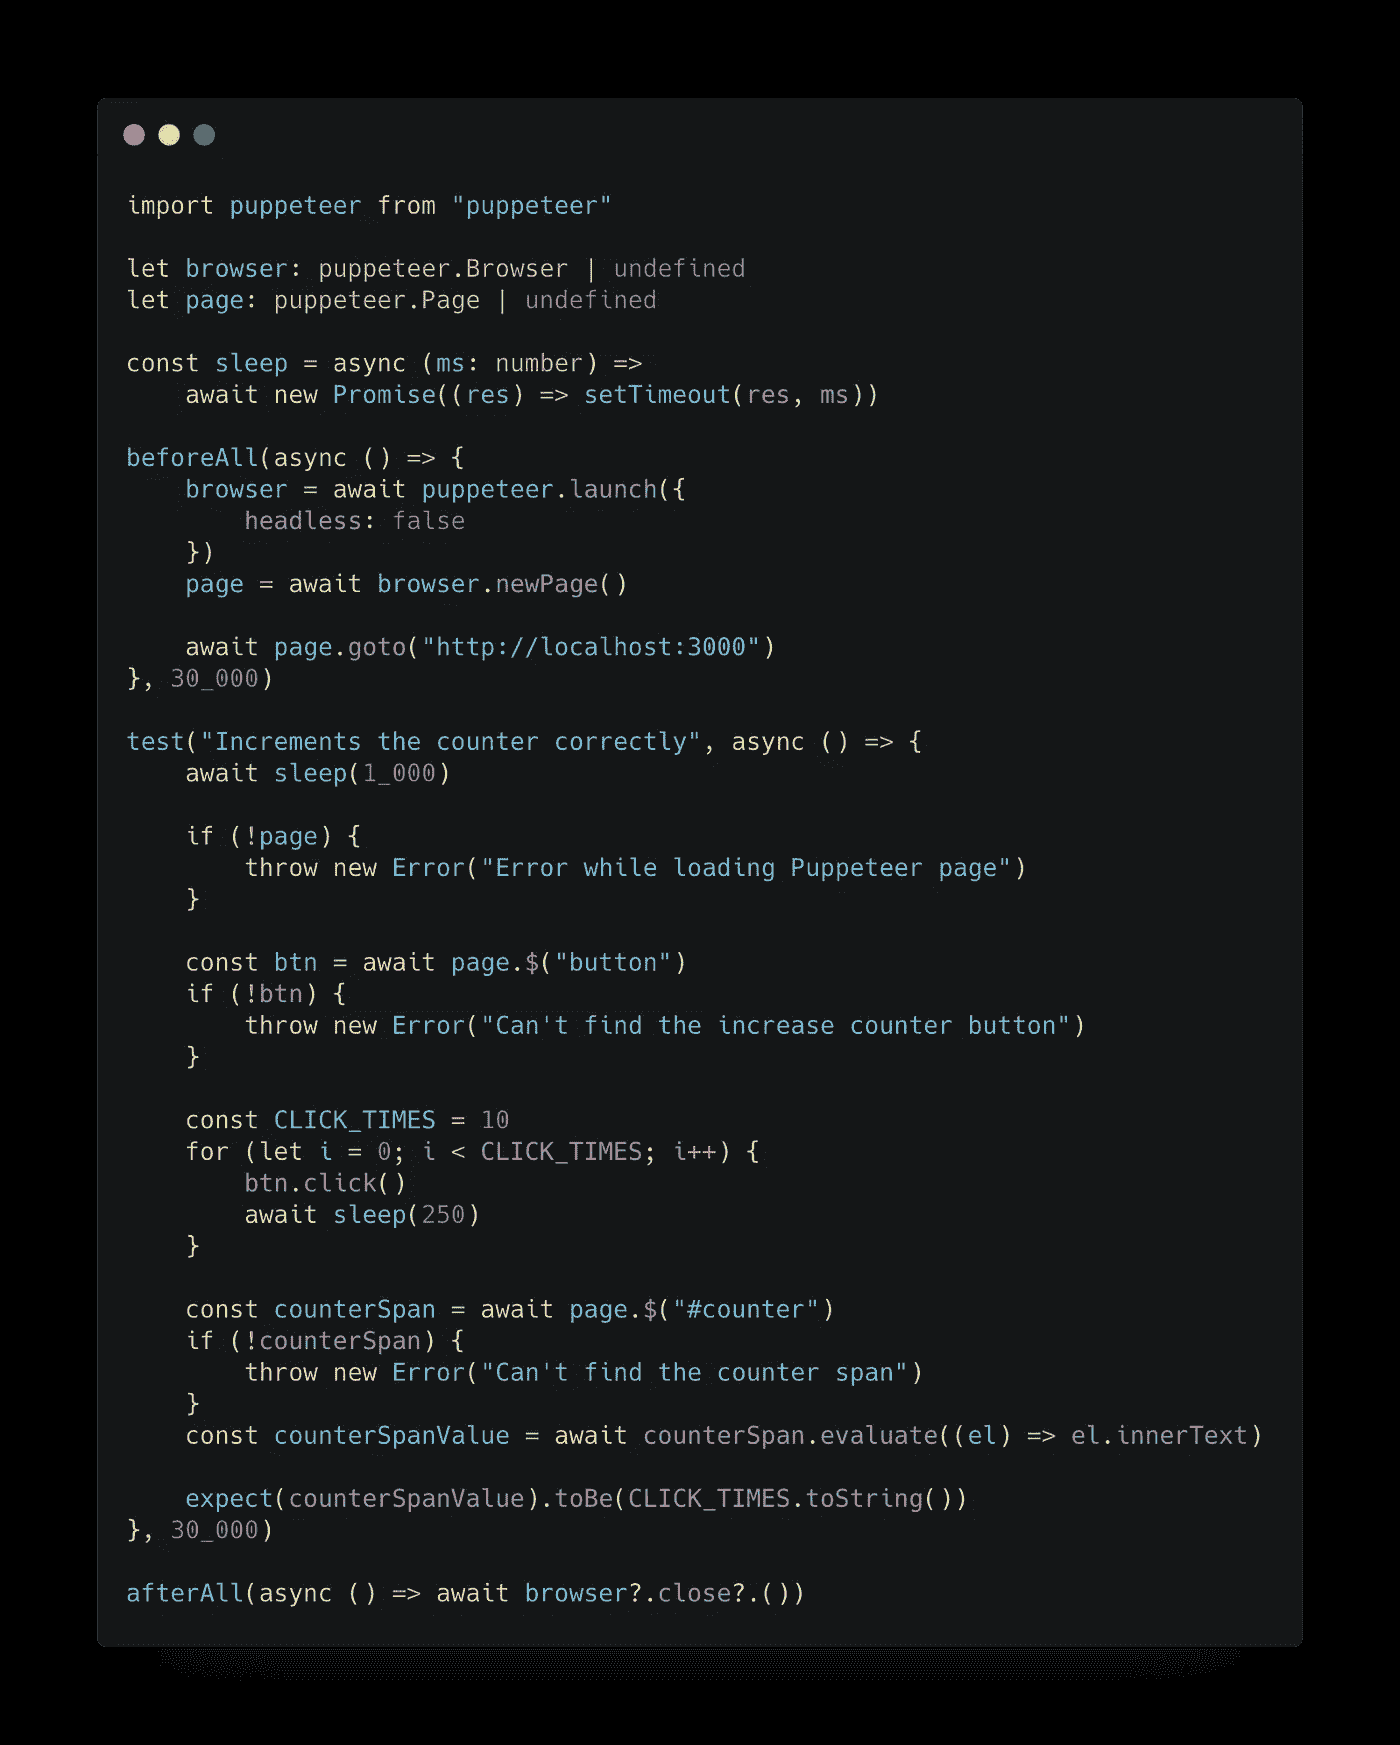 import puppeteer from "puppeteer"

let browser: puppeteer.Browser | undefined
let page: puppeteer.Page | undefined

const sleep = async (ms: number) =>
    await new Promise((res) => setTimeout(res, ms))

beforeAll(async () => {
    browser = await puppeteer.launch({
        headless: false
    })
    page = await browser.newPage()

    await page.goto("http://localhost:3000")
}, 30_000)

test("Increments the counter correctly", async () => {
    await sleep(1_000)

    if (!page) {
        throw new Error("Error while loading Puppeteer page")
    }

    const btn = await page.$("button")
    if (!btn) {
        throw new Error("Can't find the increase counter button")
    }

    const CLICK_TIMES = 10
    for (let i = 0; i < CLICK_TIMES; i++) {
        btn.click()
        await sleep(250)
    }

    const counterSpan = await page.$("#counter")
    if (!counterSpan) {
        throw new Error("Can't find the counter span")
    }
    const counterSpanValue = await counterSpan.evaluate((el) => el.innerText)

    expect(counterSpanValue).toBe(CLICK_TIMES.toString())
}, 30_000)

afterAll(async () => await browser?.close?.())